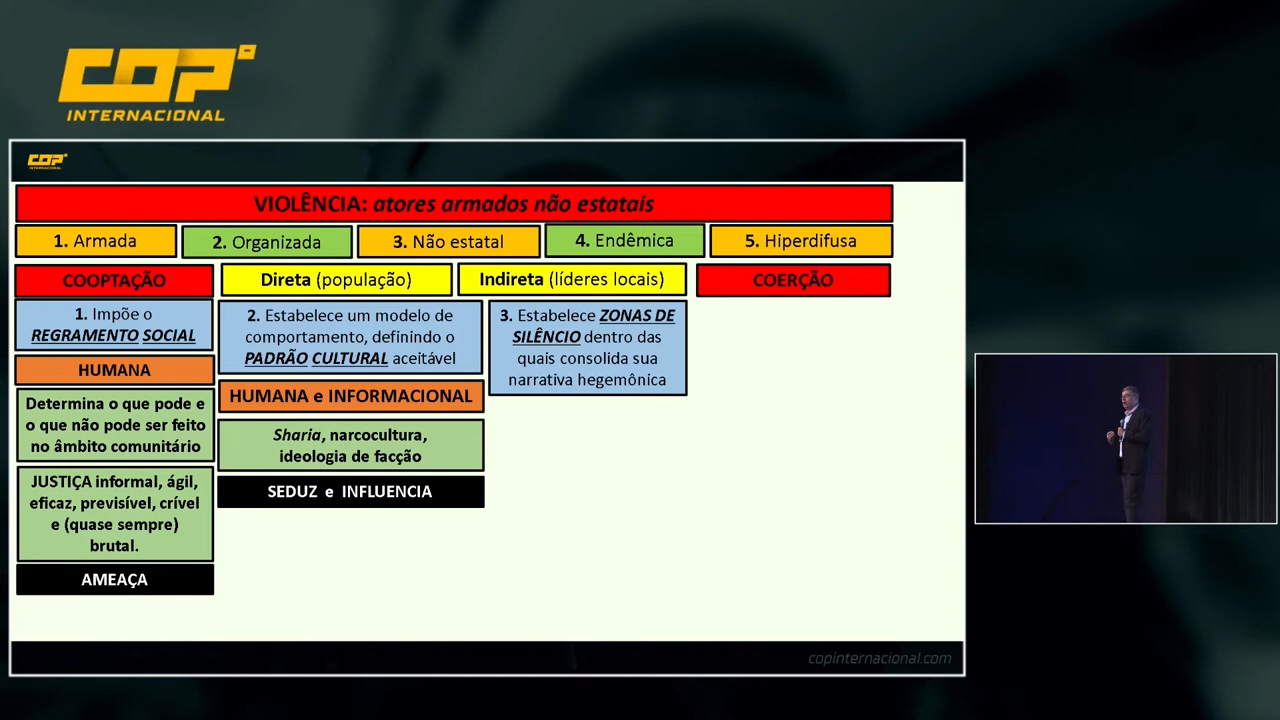 COP
INTERNACIONAL
COP
INTERNACIONAL
VIOLÊNCIA: atores armados não estatais
1. Armada
2. Organizada
3. Não estatal
4. Endêmica
5. Hiperdifusa
COOPTAÇÃO
Direta (população)
Indireta (líderes locais)
COERÇÃO
1. Impõe o
REGRAMENTO SOCIAL
HUMANA
Determina o que pode e
o que não pode ser feito
no âmbito comunitário
JUSTIÇA informal, ágil,
eficaz, previsível, crível
e (quase sempre)
brutal.
AMEAÇA
2. Estabelece um modelo de
comportamento, definindo o
PADRÃO CULTURAL aceitável
HUMANA e INFORMACIONAL
Sharia, narcocultura,
ideologia de facção
SEDUZ e INFLUENCIA
3. Estabelece ZONAS DE
SILÊNCIO dentro das
quais consolida sua
narrativa hegemônica
copinternacional.com